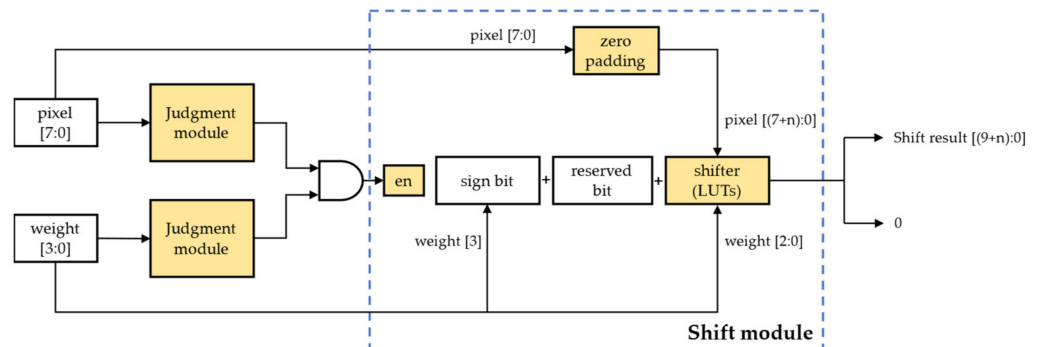 pixel [7:0]
zero
padding
pixel
[7:0]
Judgment
module
pixel [(7+n):0]
Shift result [(9+n):0]
en
sign bit
+
reserved
bit
+
shifter
(LUTs)
weight
[3:0]
Judgment
module
weight [3]
weight [2:0]
0
Shift module